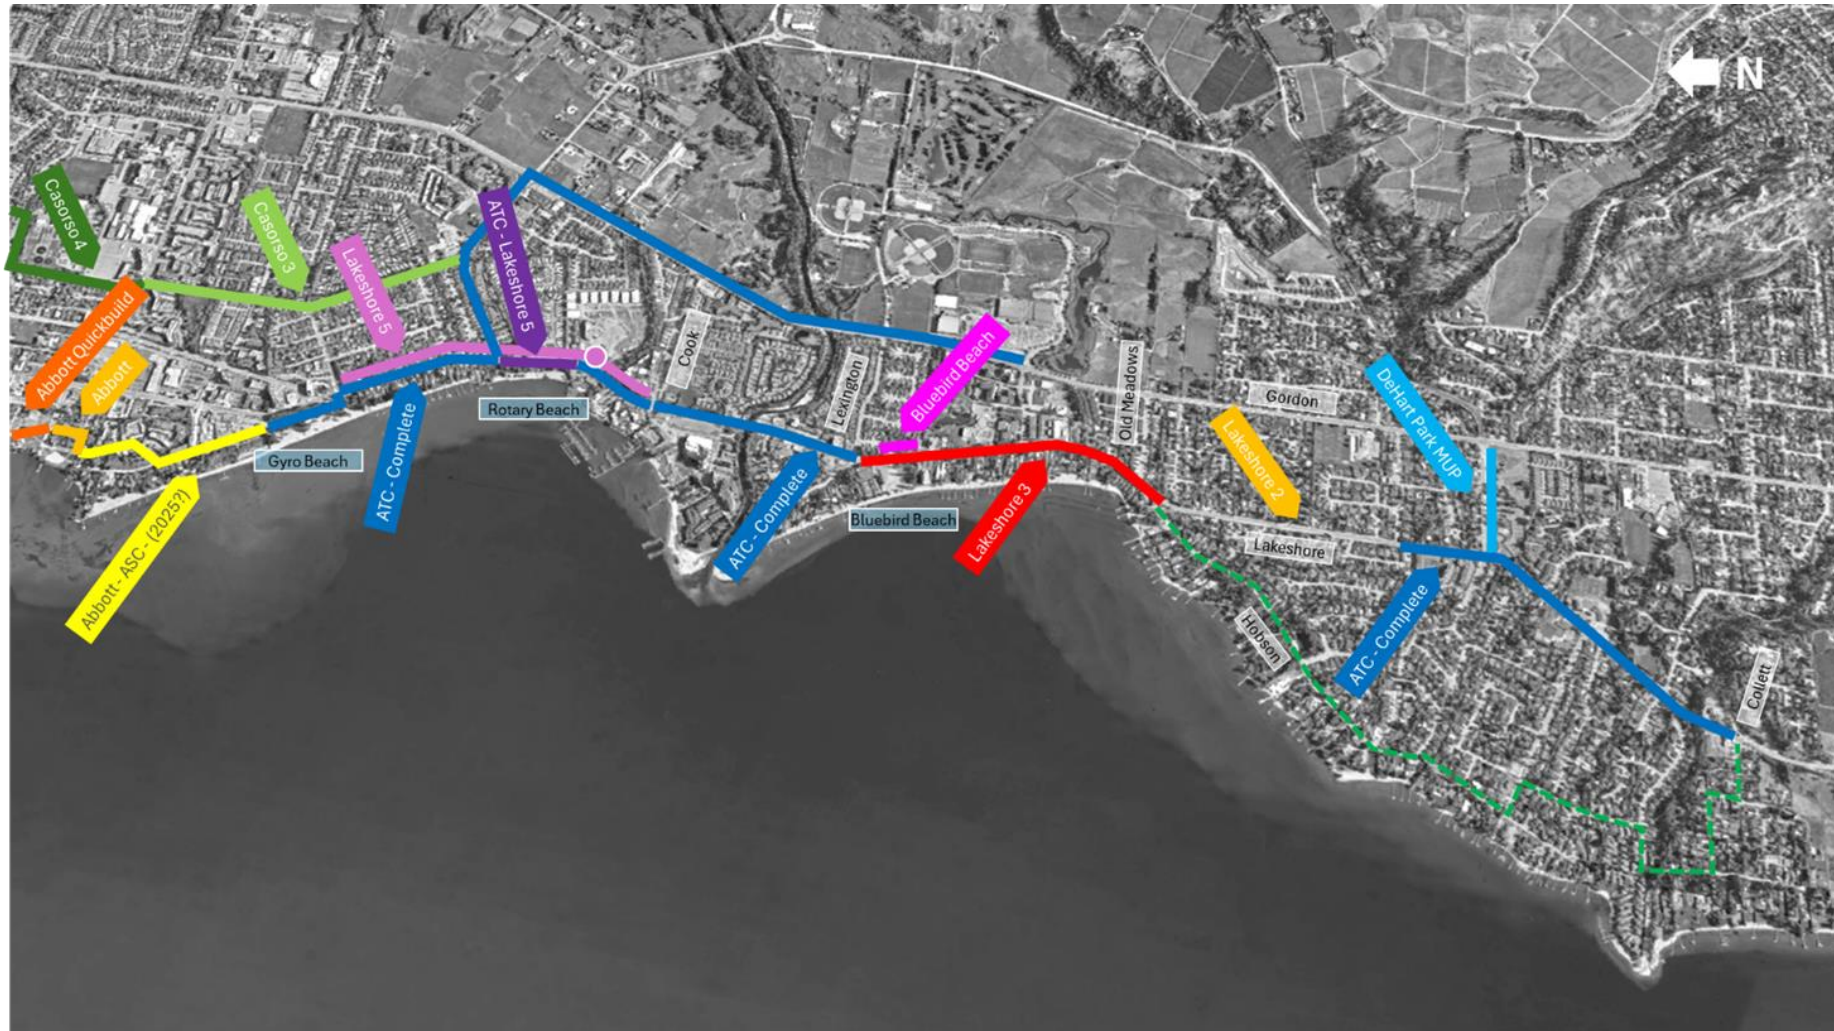 N
Casorso 4
Casorso 3
Lakeshore 5
ATC - Lakeshore 5
Abbott Quickbuild
Abbott
Cook
Lexington
Bluebird Beach
Old Meadows
Gordon
DeHart Park MUP
Lakeshore 2
Rotary Beach
Gyro Beach
ATC - Complete
Abbott - ASC - (2025?)
ATC - Complete
Bluebird Beach
Lakeshore 3
Lakeshore
Hobson
ATC - Complete
Collett